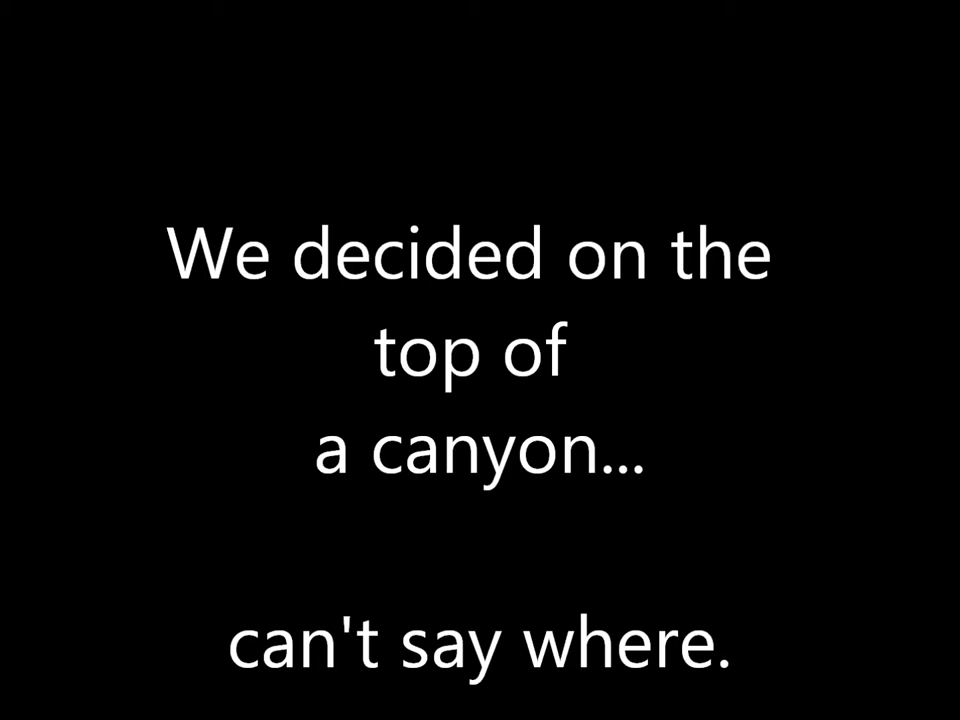 We decided on the
top of
a canyon...
can't say where.